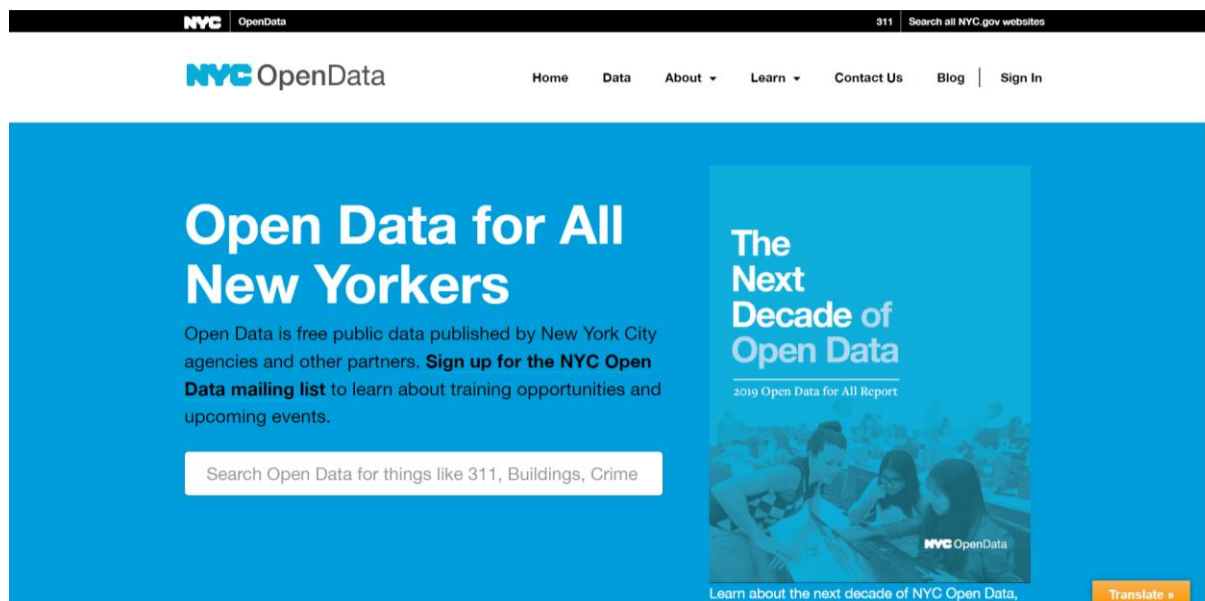 NYC OpenData
311 Search all NYC.gov websites
NYC OpenData
Home Data About Learn Contact Us Blog Sign In
Open Data for All
New Yorkers
Open Data is free public data published by New York City
agencies and other partners. Sign up for the NYC Open
Data mailing list to learn about training opportunities and
upcoming events.
Search Open Data for things like 311, Buildings, Crime
The
Next
Decade of
Open Data
2019 Open Data for All Report
NYC OpenData
Learn about the next decade of NYC Open Data,
Translate »